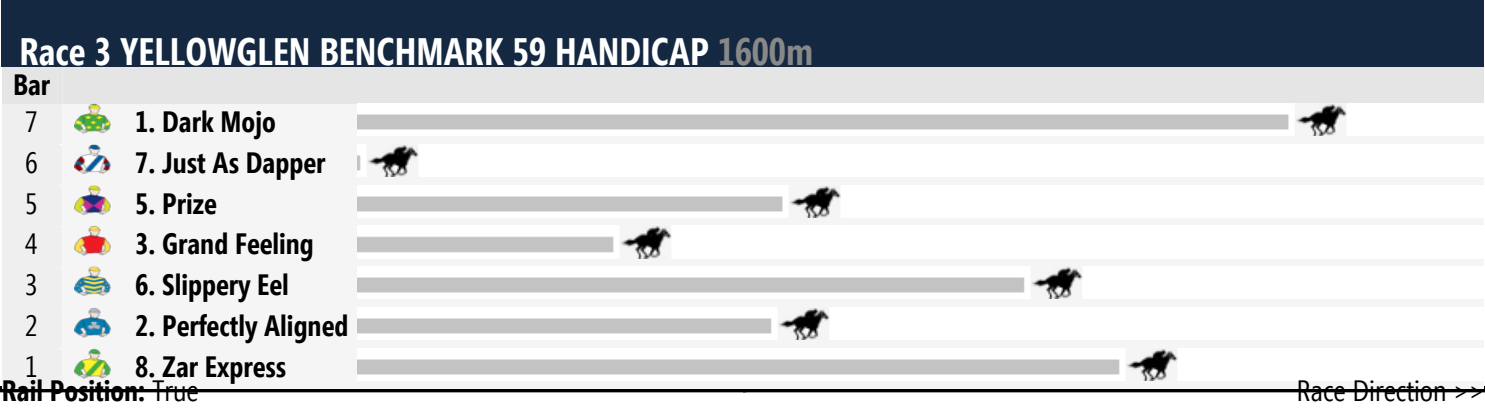 Race 3 YELLOWGLEN BENCHMARK 59 HANDICAP 1600m
Bar
7 1. Dark Mojo
6 7. Just As Dapper
5 5. Prize
4 3. Grand Feeling
3 6. Slippery Eel
2 2. Perfectly Aligned
1 8. Zar Express
Rail Position: True Race Direction >>